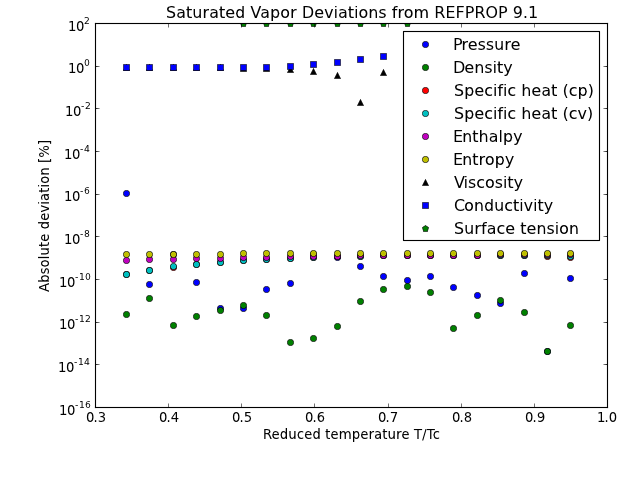 Saturated Vapor Deviations from REFPROP 9.1
10^2
10^0
10^-2
10^-4
10^-6
10^-8
10^-10
10^-12
10^-14
10^-16
Absolute deviation [%]
Pressure
Density
Specific heat (cp)
Specific heat (cv)
Enthalpy
Entropy
Viscosity
Conductivity
Surface tension
0.3 0.4 0.5 0.6 0.7 0.8 0.9 1.0
Reduced temperature T/Tc